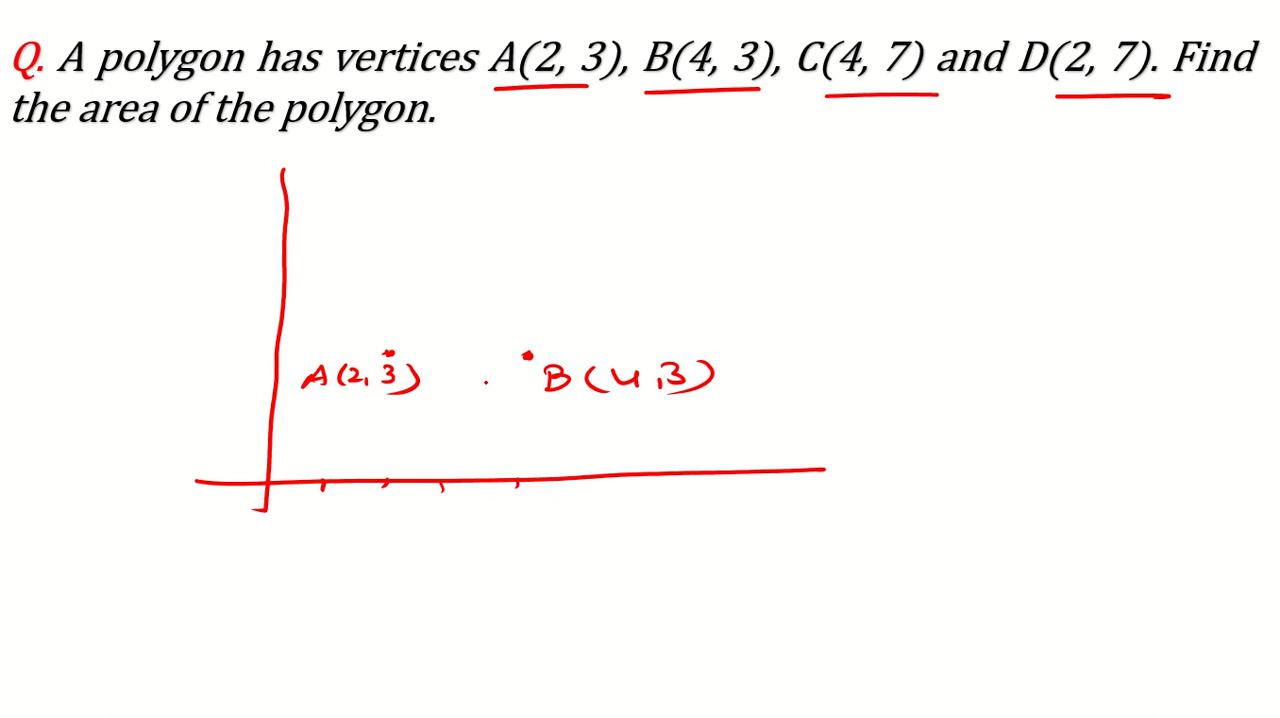 Q. A polygon has vertices A(2, 3), B(4, 3), C(4, 7) and D(2, 7). Find
the area of the polygon.
A(2, 3) B(4,3)